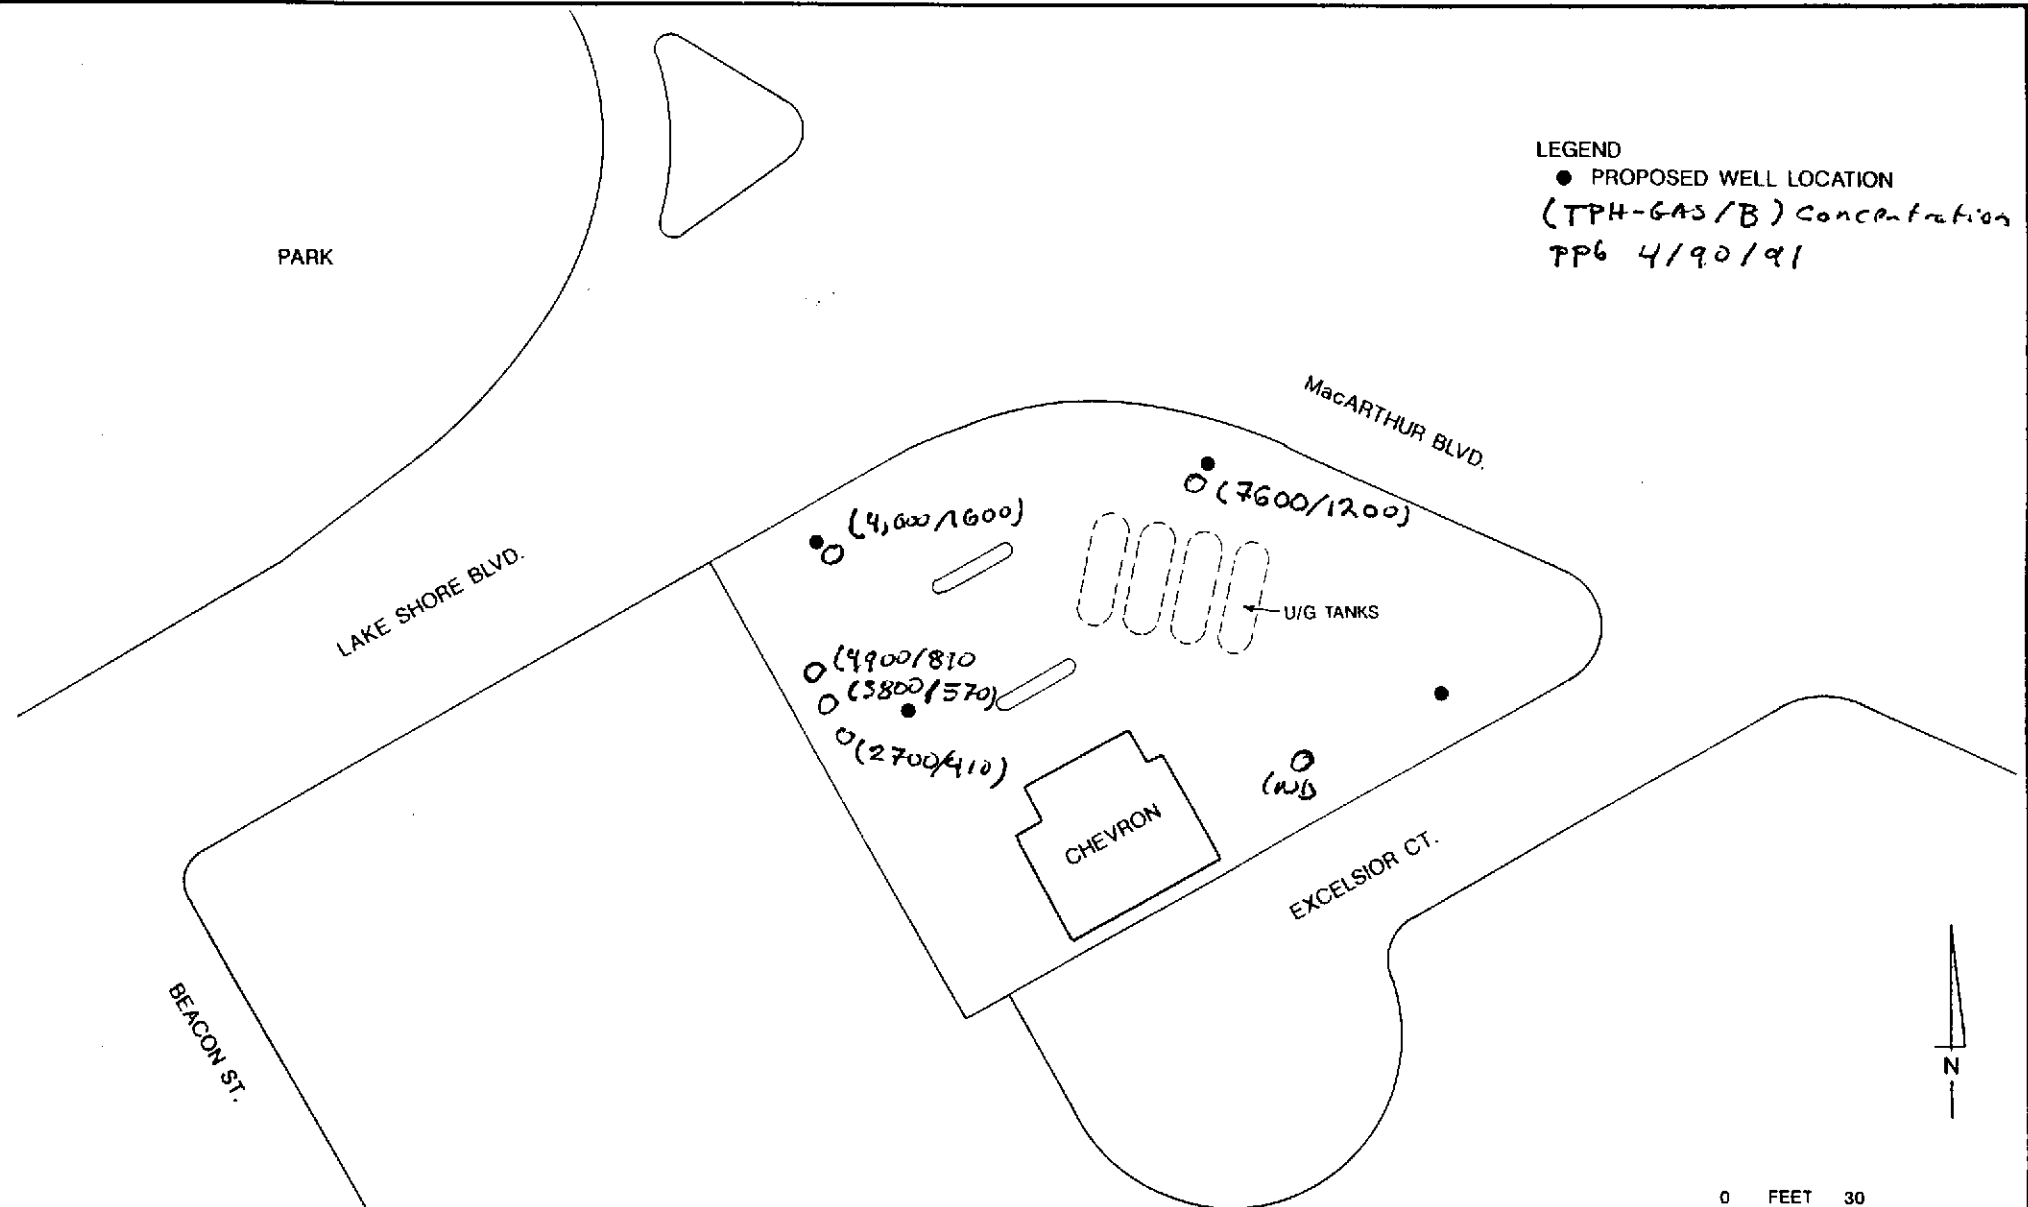 LEGEND
● PROPOSED WELL LOCATION
(TPH-GAS/B) Concentration
PPb 4/90/91
PARK
MacARTHUR BLVD.
(7600/1200)
(4,600/1600)
LAKE SHORE BLVD.
U/G TANKS
(4900/810
(3800/570)
(2700/410)
(ND
CHEVRON
EXCELSIOR CT.
BEACON ST.
N
0 FEET 30